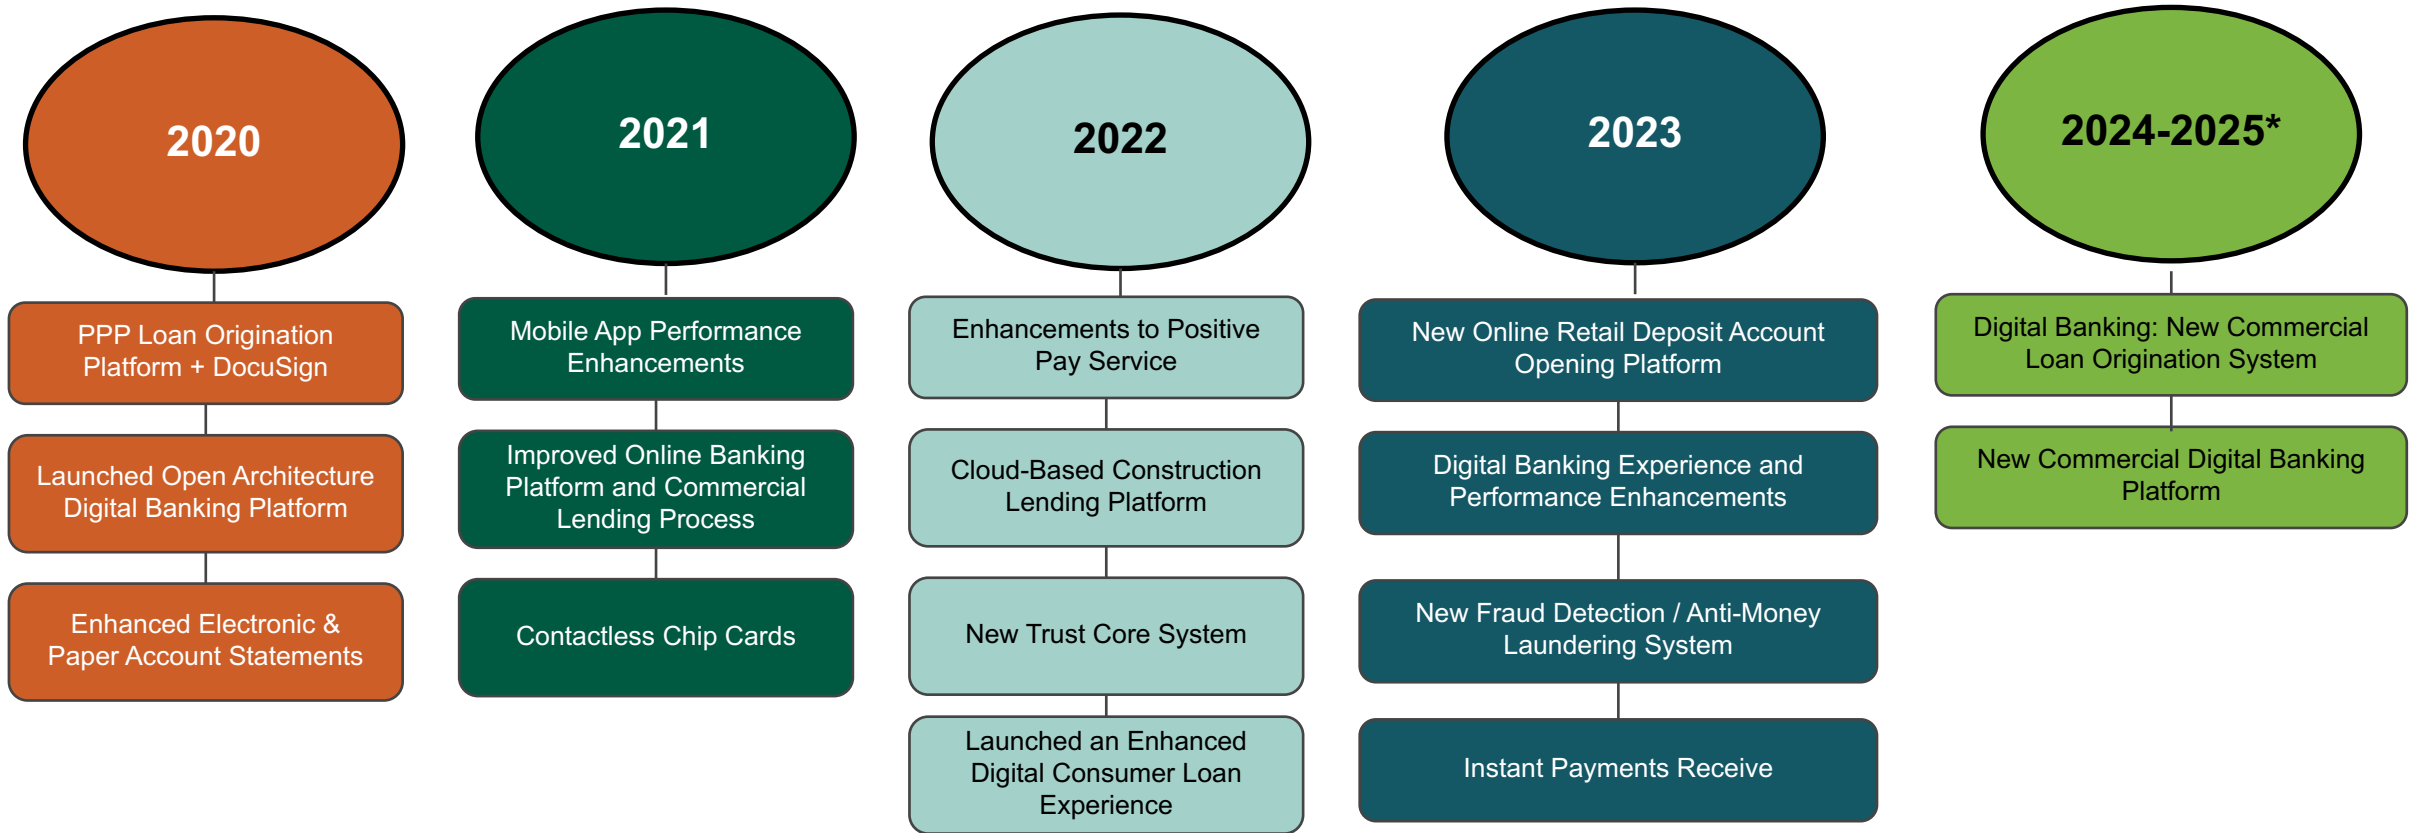 2020
PPP Loan Origination
Platform + DocuSign
Launched Open Architecture
Digital Banking Platform
Enhanced Electronic &
Paper Account Statements
2021
Mobile App Performance
Enhancements
Improved Online Banking
Platform and Commercial
Lending Process
Contactless Chip Cards
2022
Enhancements to Positive
Pay Service
Cloud-Based Construction
Lending Platform
New Trust Core System
Launched an Enhanced
Digital Consumer Loan
Experience
2023
New Online Retail Deposit Account
Opening Platform
Digital Banking Experience and
Performance Enhancements
New Fraud Detection / Anti-Money
Laundering System
Instant Payments Receive
2024-2025*
Digital Banking: New Commercial
Loan Origination System
New Commercial Digital Banking
Platform